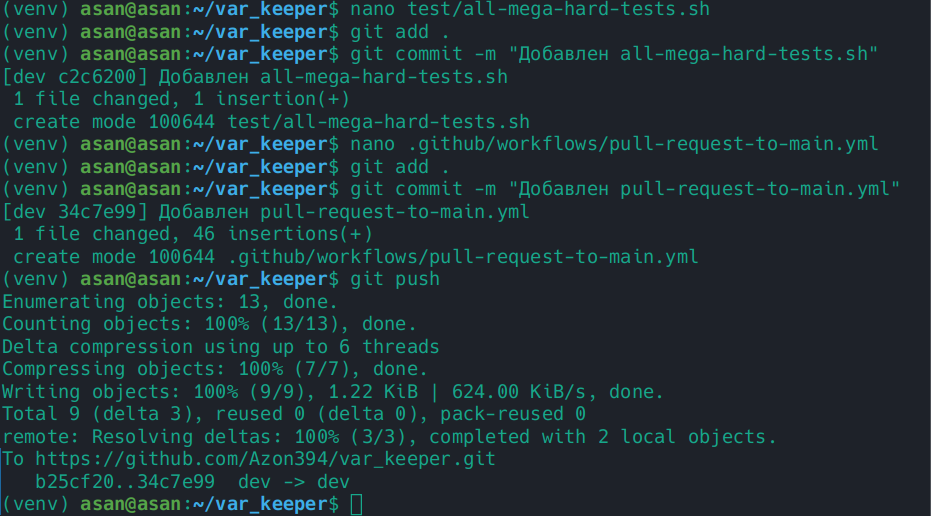 (venv) asan@asan:~/var_keeper$ nano test/all-mega-hard-tests.sh
(venv) asan@asan:~/var_keeper$ git add .
(venv) asan@asan:~/var_keeper$ git commit -m "Добавлен all-mega-hard-tests.sh"
[dev c2c6200] Добавлен all-mega-hard-tests.sh
 1 file changed, 1 insertion(+)
 create mode 100644 test/all-mega-hard-tests.sh
(venv) asan@asan:~/var_keeper$ nano .github/workflows/pull-request-to-main.yml
(venv) asan@asan:~/var_keeper$ git add .
(venv) asan@asan:~/var_keeper$ git commit -m "Добавлен pull-request-to-main.yml"
[dev 34c7e99] Добавлен pull-request-to-main.yml
 1 file changed, 46 insertions(+)
 create mode 100644 .github/workflows/pull-request-to-main.yml
(venv) asan@asan:~/var_keeper$ git push
Enumerating objects: 13, done.
Counting objects: 100% (13/13), done.
Delta compression using up to 6 threads
Compressing objects: 100% (7/7), done.
Writing objects: 100% (9/9), 1.22 KiB | 624.00 KiB/s, done.
Total 9 (delta 3), reused 0 (delta 0), pack-reused 0
remote: Resolving deltas: 100% (3/3), completed with 2 local objects.
To https://github.com/Azon394/var_keeper.git
   b25cf20..34c7e99  dev -> dev
(venv) asan@asan:~/var_keeper$